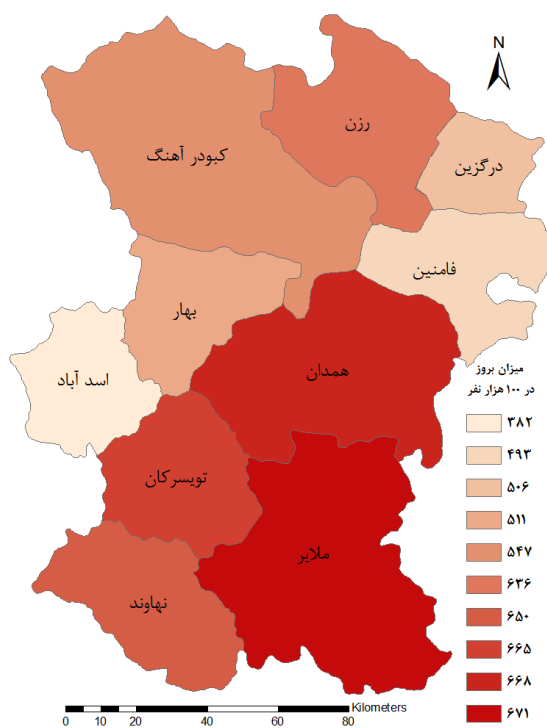 N
رزن
کبودر آهنگ
درگزین
فامنین
بهار
همدان
اسد آباد
تویسرکان
ملایر
نهاوند
میزان بروز
در ۱۰۰ هزار نفر
۳۸۲
۴۹۳
۵۰۶
۵۱۱
۵۴۷
۶۳۶
۶۵۰
۶۶۵
۶۶۸
۶۷۱
Kilometers
0 5 10 20 40 60 80